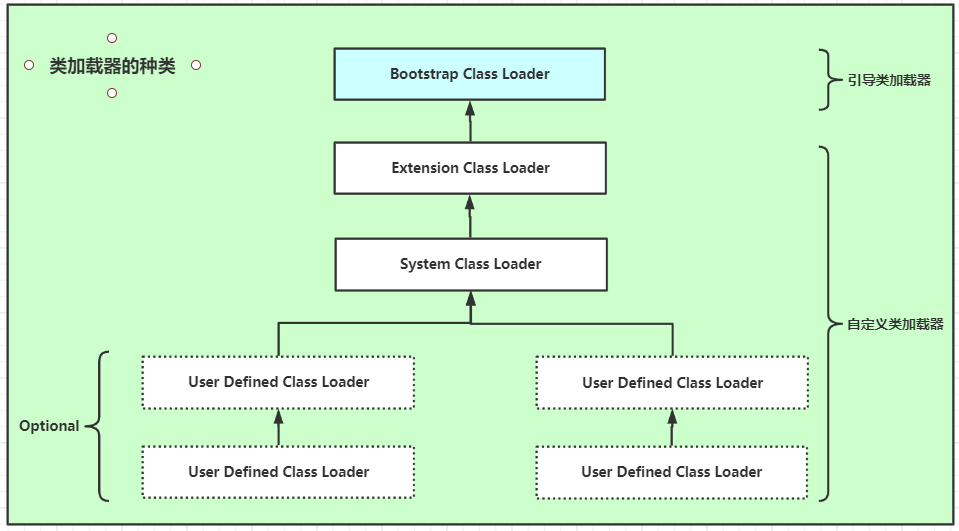 类加载器的种类
Bootstrap Class Loader
引导类加载器
Extension Class Loader
System Class Loader
自定义类加载器
User Defined Class Loader
User Defined Class Loader
Optional
User Defined Class Loader
User Defined Class Loader